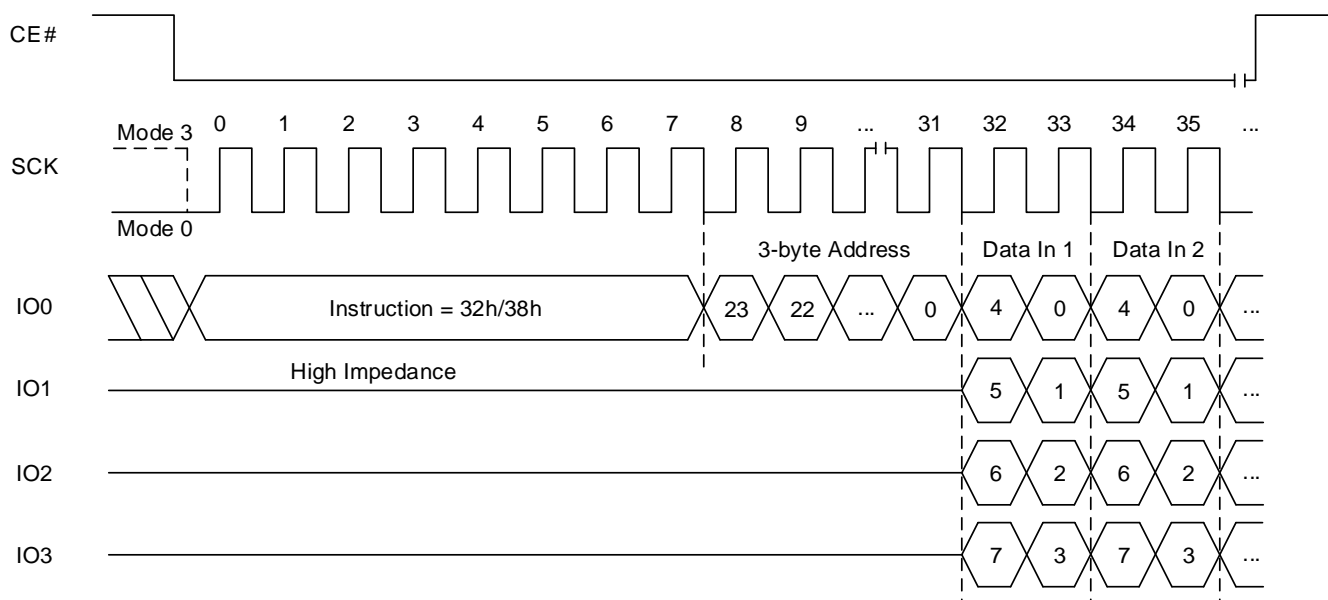 CE#
Mode 3 0 1 2 3 4 5 6 7 8 9 ... 31 32 33 34 35 ...
SCK
Mode 0
3-byte Address Data In 1 Data In 2
IO0 Instruction = 32h/38h 23 22 ... 0 4 0 4 0 ...
High Impedance
IO1 5 1 5 1 ...
IO2 6 2 6 2 ...
IO3 7 3 7 3 ...